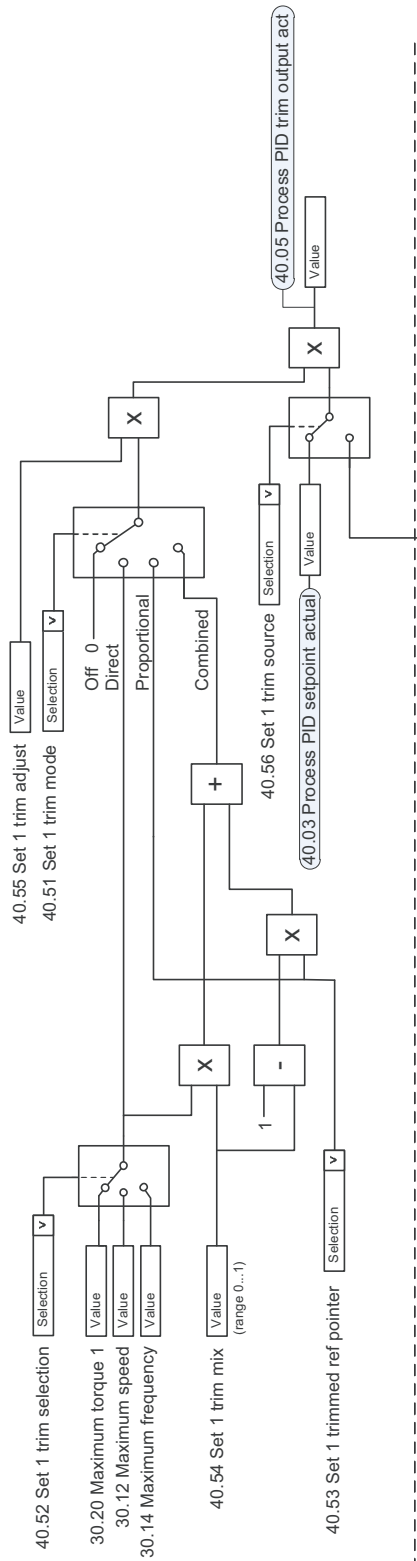 40.52 Set 1 trim selection
Selection
v
30.20 Maximum torque 1
Value
30.12 Maximum speed
Value
30.14 Maximum frequency
Value
40.54 Set 1 trim mix
Value
(range 0...1)
40.53 Set 1 trimmed ref pointer
Selection
v
1
-
X
X
+
40.55 Set 1 trim adjust
Value
40.51 Set 1 trim mode
Selection
v
Off 0
Direct
Proportional
Combined
X
40.56 Set 1 trim source
Selection
v
Value
40.03 Process PID setpoint actual
X
40.05 Process PID trim output act
Value